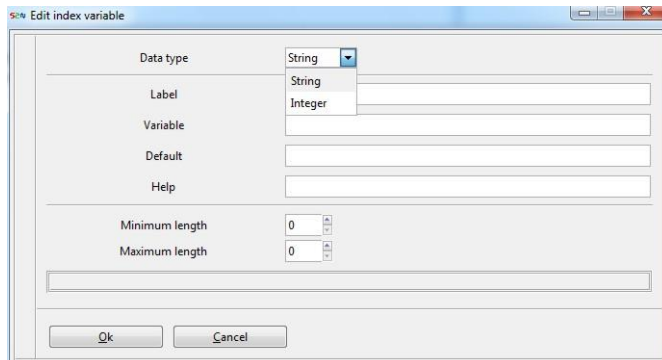 SEN Edit index variable
Data type String
String
Integer
Label
Variable
Default
Help
Minimum length 0
Maximum length 0
Ok Cancel